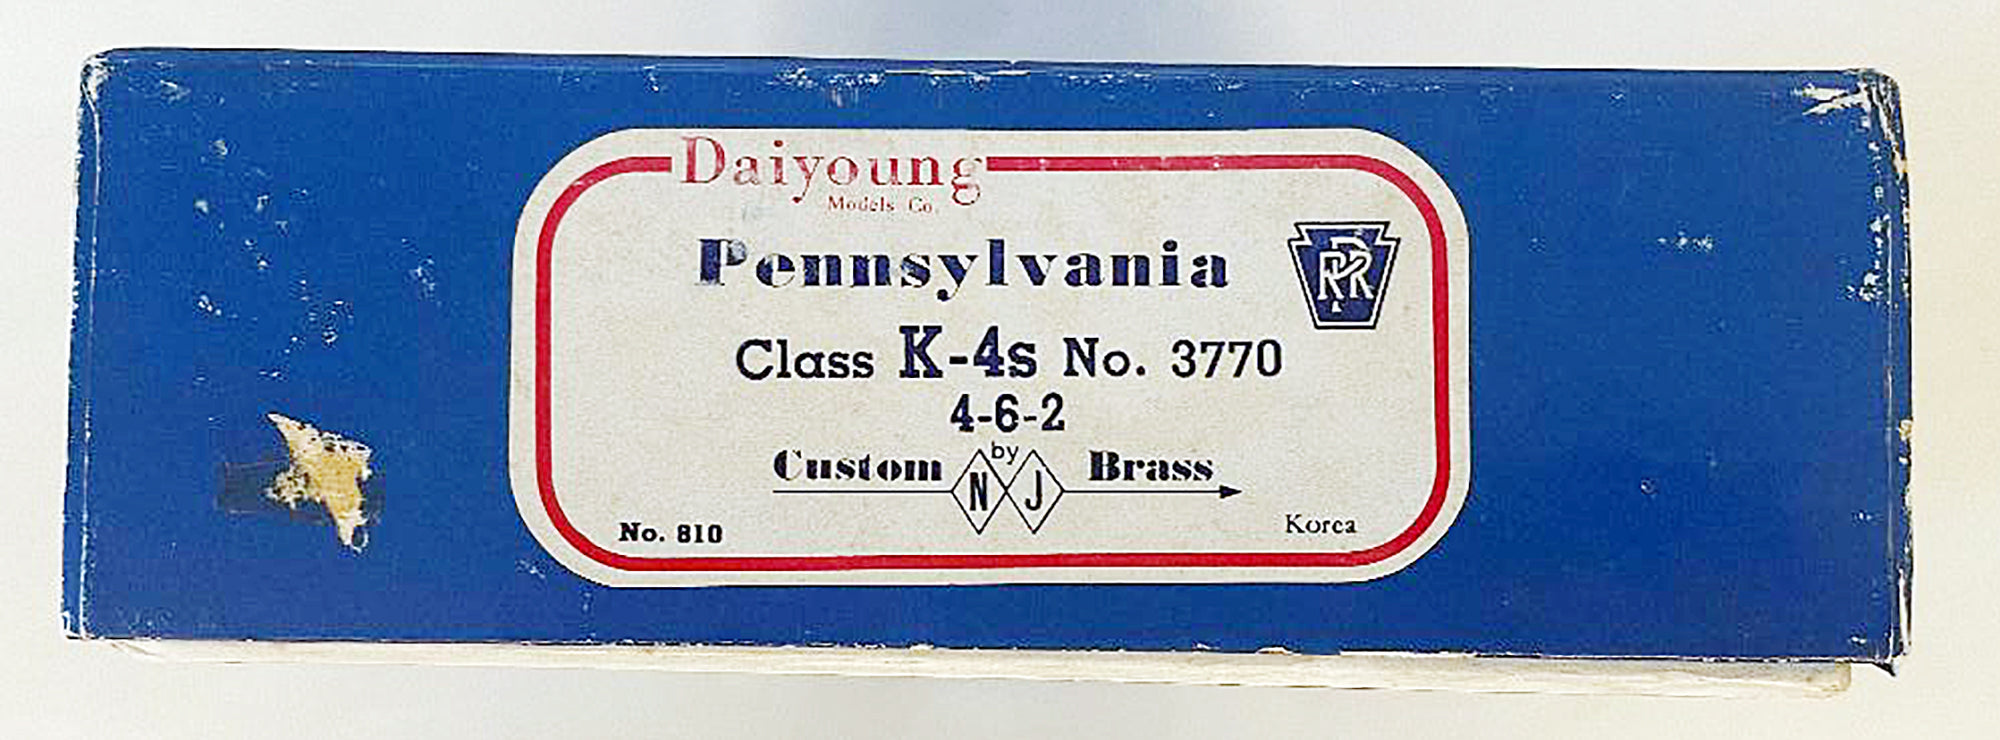 Daiyoung
Models Co.
Pennsylvania
PRR
Class K-4s No. 3770
4-6-2
by
Custom NJ Brass
No. 810
Korea